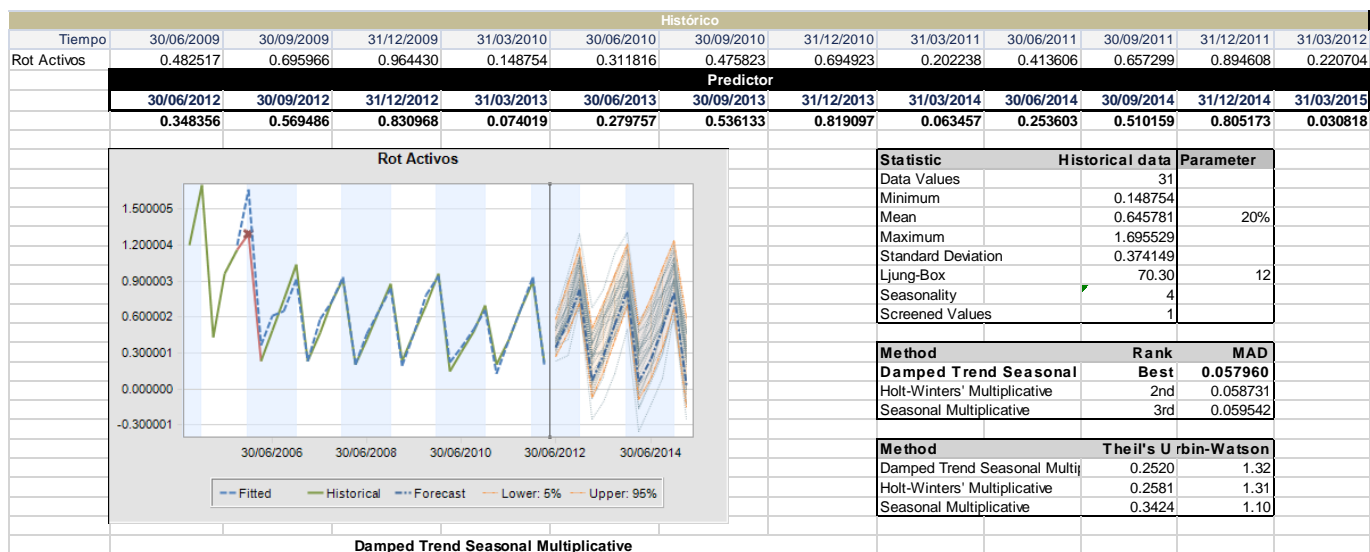 Histórico
Tiempo 30/06/2009 30/09/2009 31/12/2009 31/03/2010 30/06/2010 30/09/2010 31/12/2010 31/03/2011 30/06/2011 30/09/2011 31/12/2011 31/03/2012
Rot Activos 0.482517 0.695966 0.964430 0.148754 0.311816 0.475823 0.694923 0.202238 0.413606 0.657299 0.894608 0.220704
Predictor
30/06/2012 30/09/2012 31/12/2012 31/03/2013 30/06/2013 30/09/2013 31/12/2013 31/03/2014 30/06/2014 30/09/2014 31/12/2014 31/03/2015
0.348356 0.569486 0.830968 0.074019 0.279757 0.536133 0.819097 0.063457 0.253603 0.510159 0.805173 0.030818
Rot Activos
1.500005
1.200004
0.900003
0.600002
0.300001
0.000000
-0.300001
30/06/2006 30/06/2008 30/06/2010 30/06/2012 30/06/2014
Fitted Historical Forecast Lower: 5% Upper: 95%
Statistic Historical data Parameter
Data Values 31
Minimum 0.148754
Mean 0.645781 20%
Maximum 1.695529
Standard Deviation 0.374149
Ljung-Box 70.30 12
Seasonality 4
Screened Values 1
Method Rank MAD
Damped Trend Seasonal Best 0.057960
Holt-Winters' Multiplicative 2nd 0.058731
Seasonal Multiplicative 3rd 0.059542
Method Theil's U rbin-Watson
Damped Trend Seasonal Multip 0.2520 1.32
Holt-Winters' Multiplicative 0.2581 1.31
Seasonal Multiplicative 0.3424 1.10
Damped Trend Seasonal Multiplicative